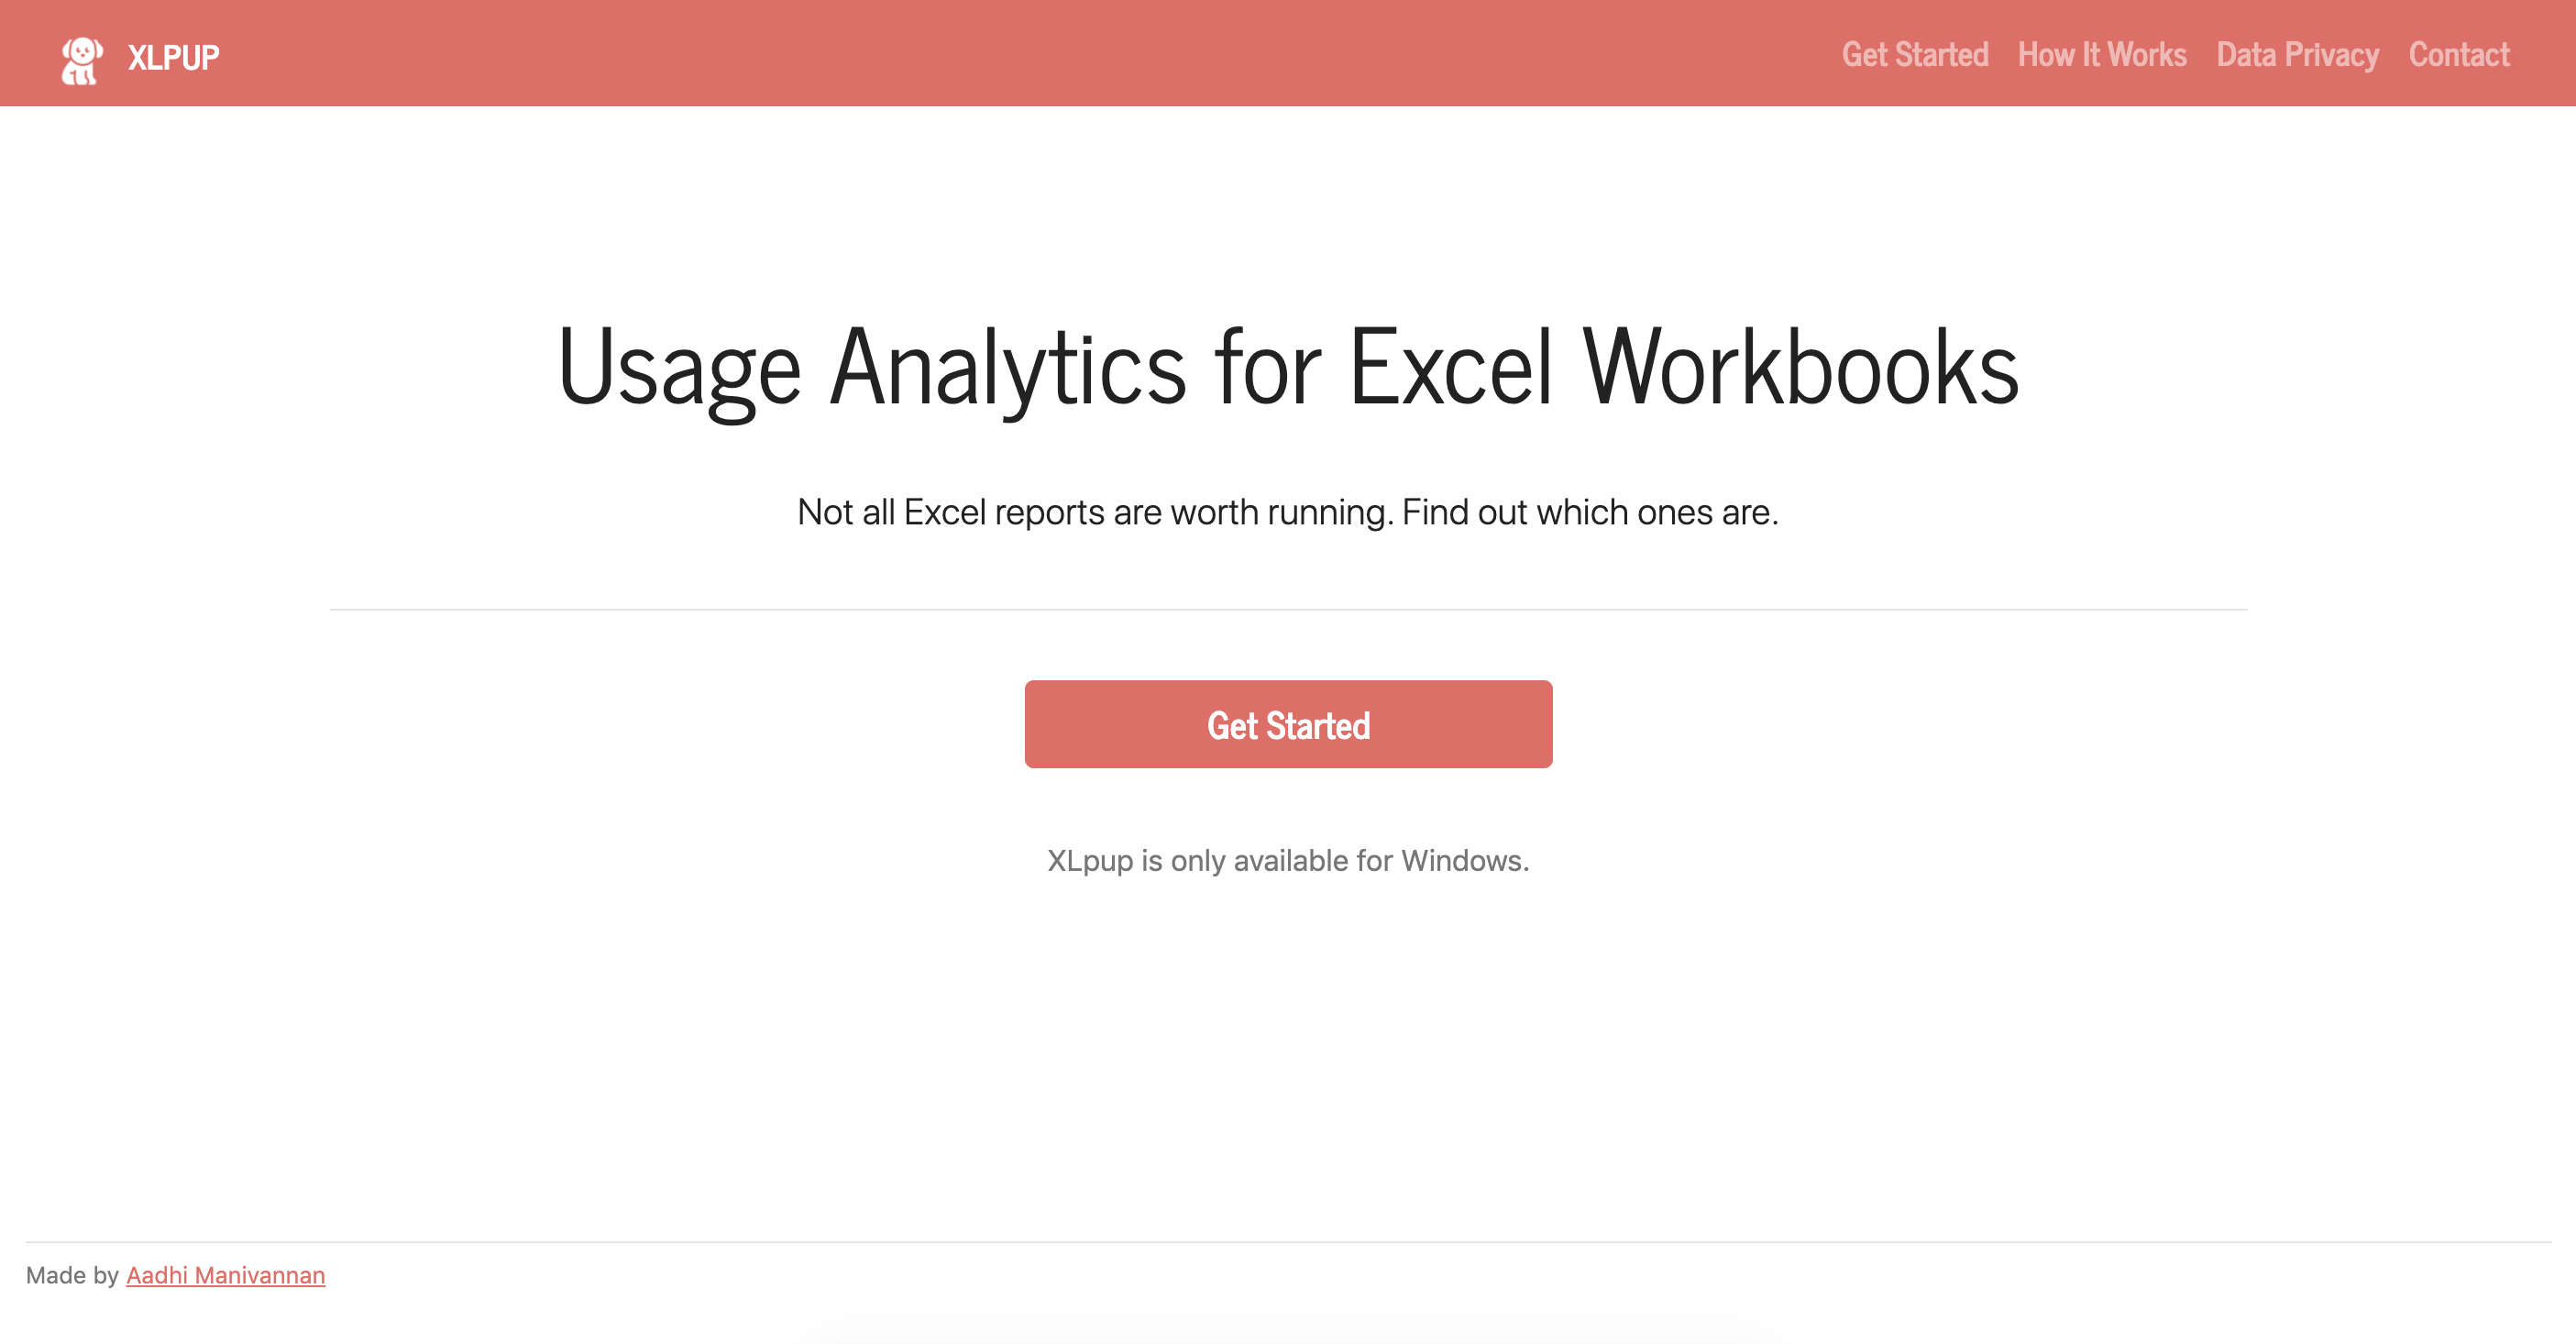 XLPUP
Get Started How It Works Data Privacy Contact
Usage Analytics for Excel Workbooks
Not all Excel reports are worth running. Find out which ones are.
Get Started
XLpup is only available for Windows.
Made by Aadhi Manivannan